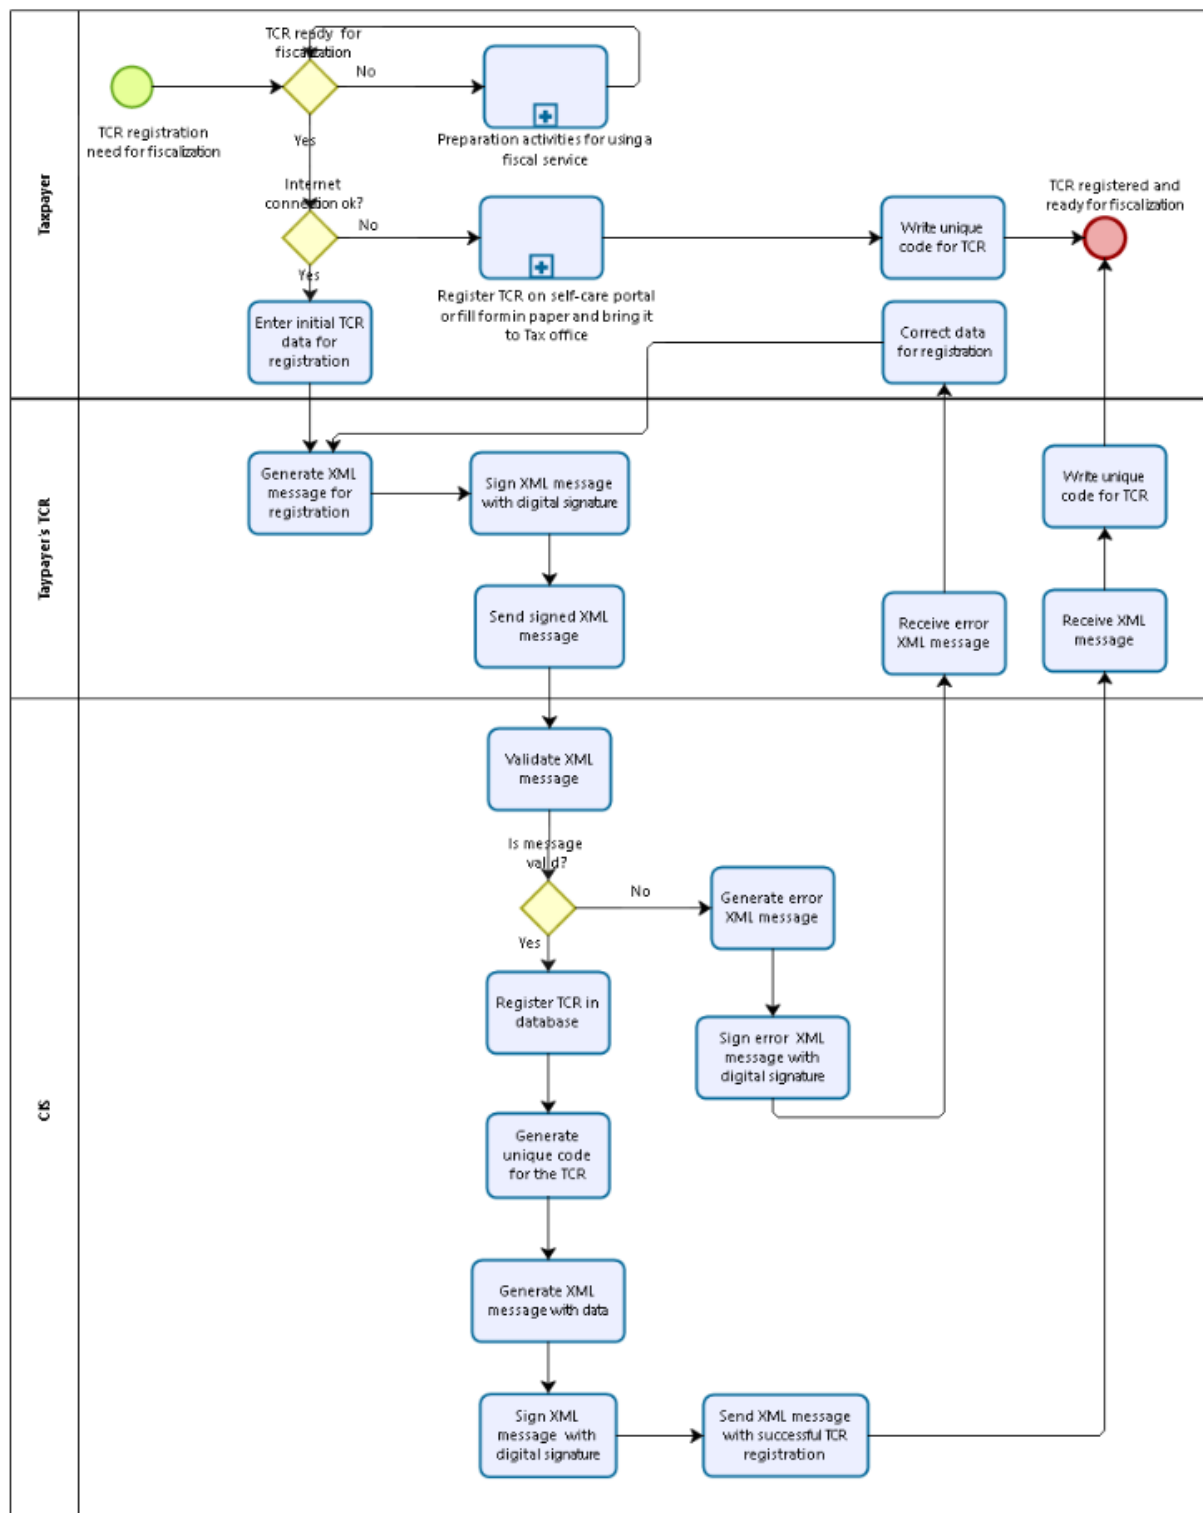 Taxpayer
TCR ready for
fiscalization
No
TCR registration
need for fiscalization
Preparation activities for using a
fiscal service
Yes
Internet
connection ok?
No
Register TCR on self-care portal
or fill form in paper and bring it
to Tax office
Write unique
code for TCR
TCR registered and
ready for fiscalization
Yes
Enter initial TCR
data for
registration
Correct data
for registration
Taypayer's TCR
Generate XML
message for
registration
Sign XML message
with digital signature
Write unique
code for TCR
Send signed XML
message
Receive error
XML message
Receive XML
message
CIS
Validate XML
message
Is message
valid?
No
Generate error
XML message
Yes
Register TCR in
database
Sign error XML
message with
digital signature
Generate
unique code
for the TCR
Generate XML
message with data
Sign XML
message with
digital signature
Send XML message
with successful TCR
registration